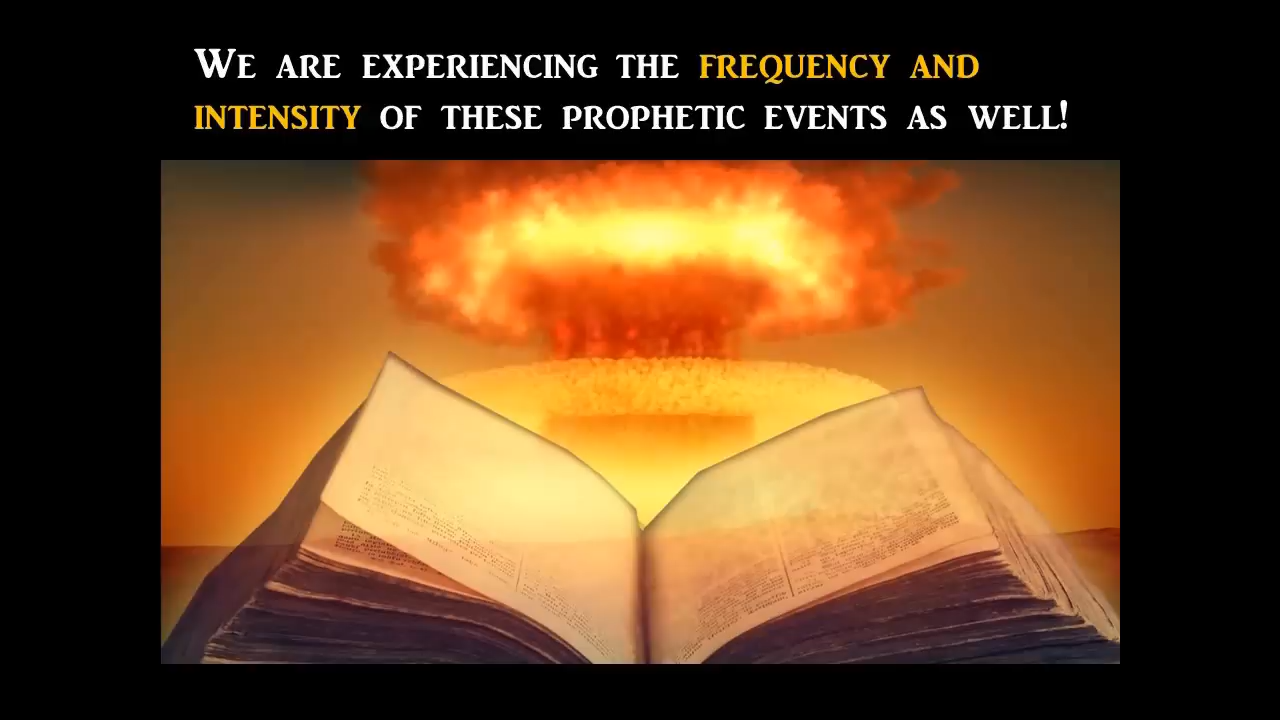 We are experiencing the frequency and
intensity of these prophetic events as well!